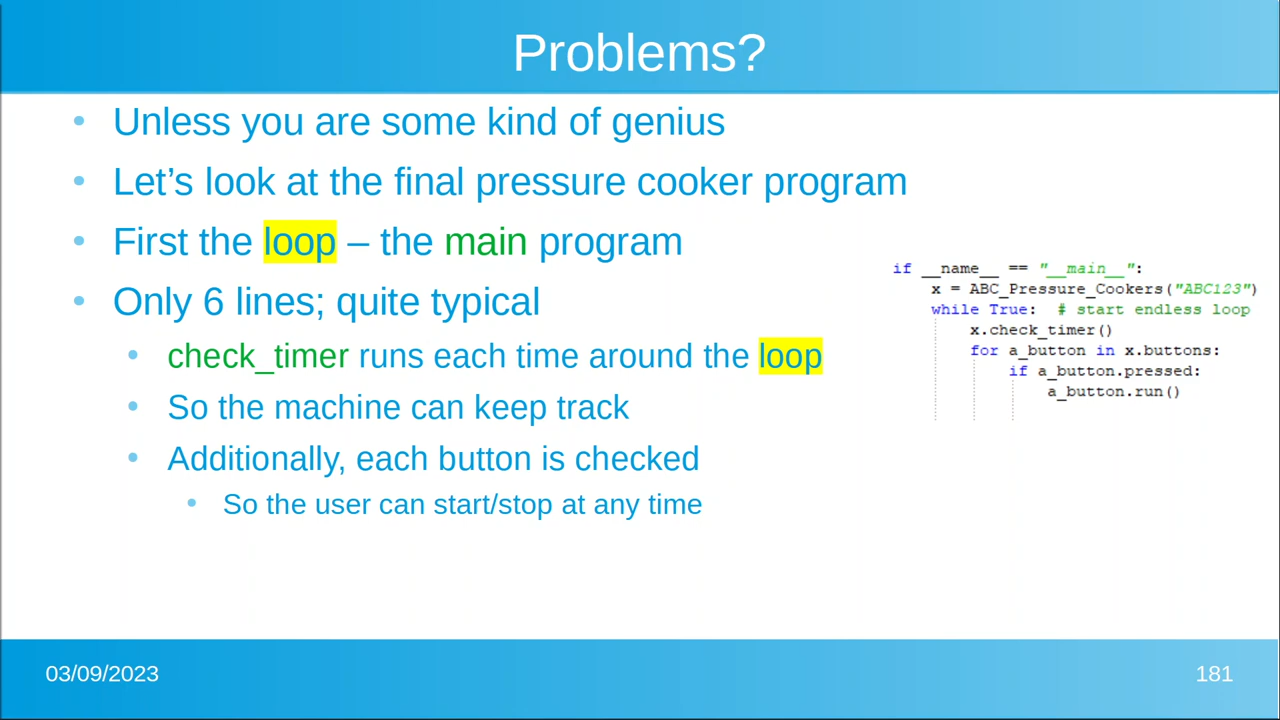 Problems?
• Unless you are some kind of genius
• Let’s look at the final pressure cooker program
• First the loop – the main program
• Only 6 lines; quite typical
• check_timer runs each time around the loop
• So the machine can keep track
• Additionally, each button is checked
• So the user can start/stop at any time
if __name__ == "__main__":
    x = ABC_Pressure_Cookers("ABC123")
    while True:  # start endless loop
        x.check_timer()
        for a_button in x.buttons:
            if a_button.pressed:
                a_button.run()
03/09/2023
181